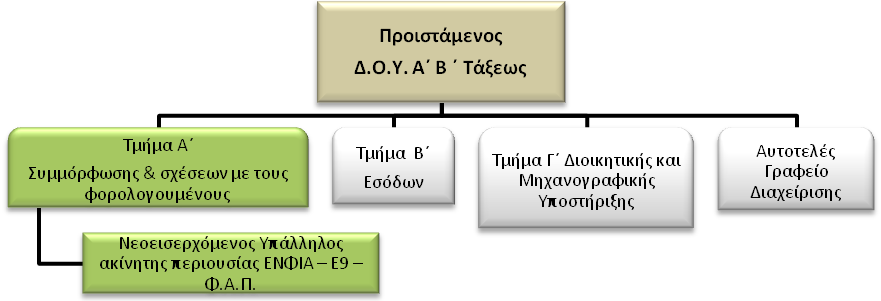 Προιστάμενος
Δ.Ο.Υ. Α΄ Β ΄ Τάξεως
Τμήμα Α΄
Συμμόρφωσης & σχέσεων με τους
φορολογουμένους
Τμήμα Β΄
Εσόδων
Τμήμα Γ΄ Διοικητικής και
Μηχανογραφικής
Υποστήριξης
Αυτοτελές
Γραφείο
Διαχείρισης
Νεοεισερχόμενος Υπάλληλος
ακίνητης περιουσίας ΕΝΦΙΑ – Ε9 –
Φ.Α.Π.